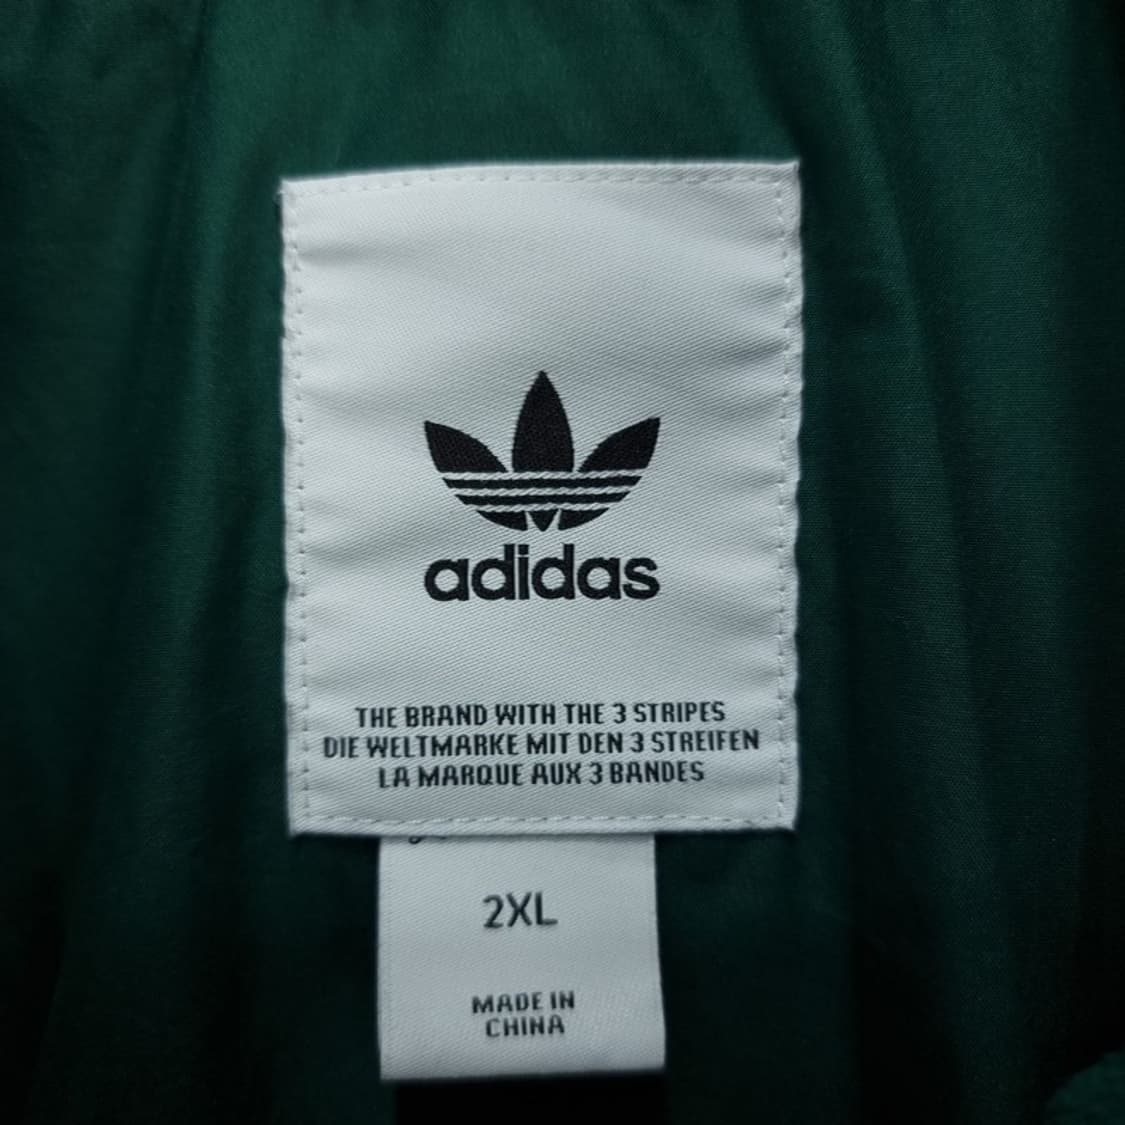 adidas
THE BRAND WITH THE 3 STRIPES
DIE WELTMARKE MIT DEN 3 STREIFEN
LA MARQUE AUX 3 BANDES
2XL
MADE IN
CHINA